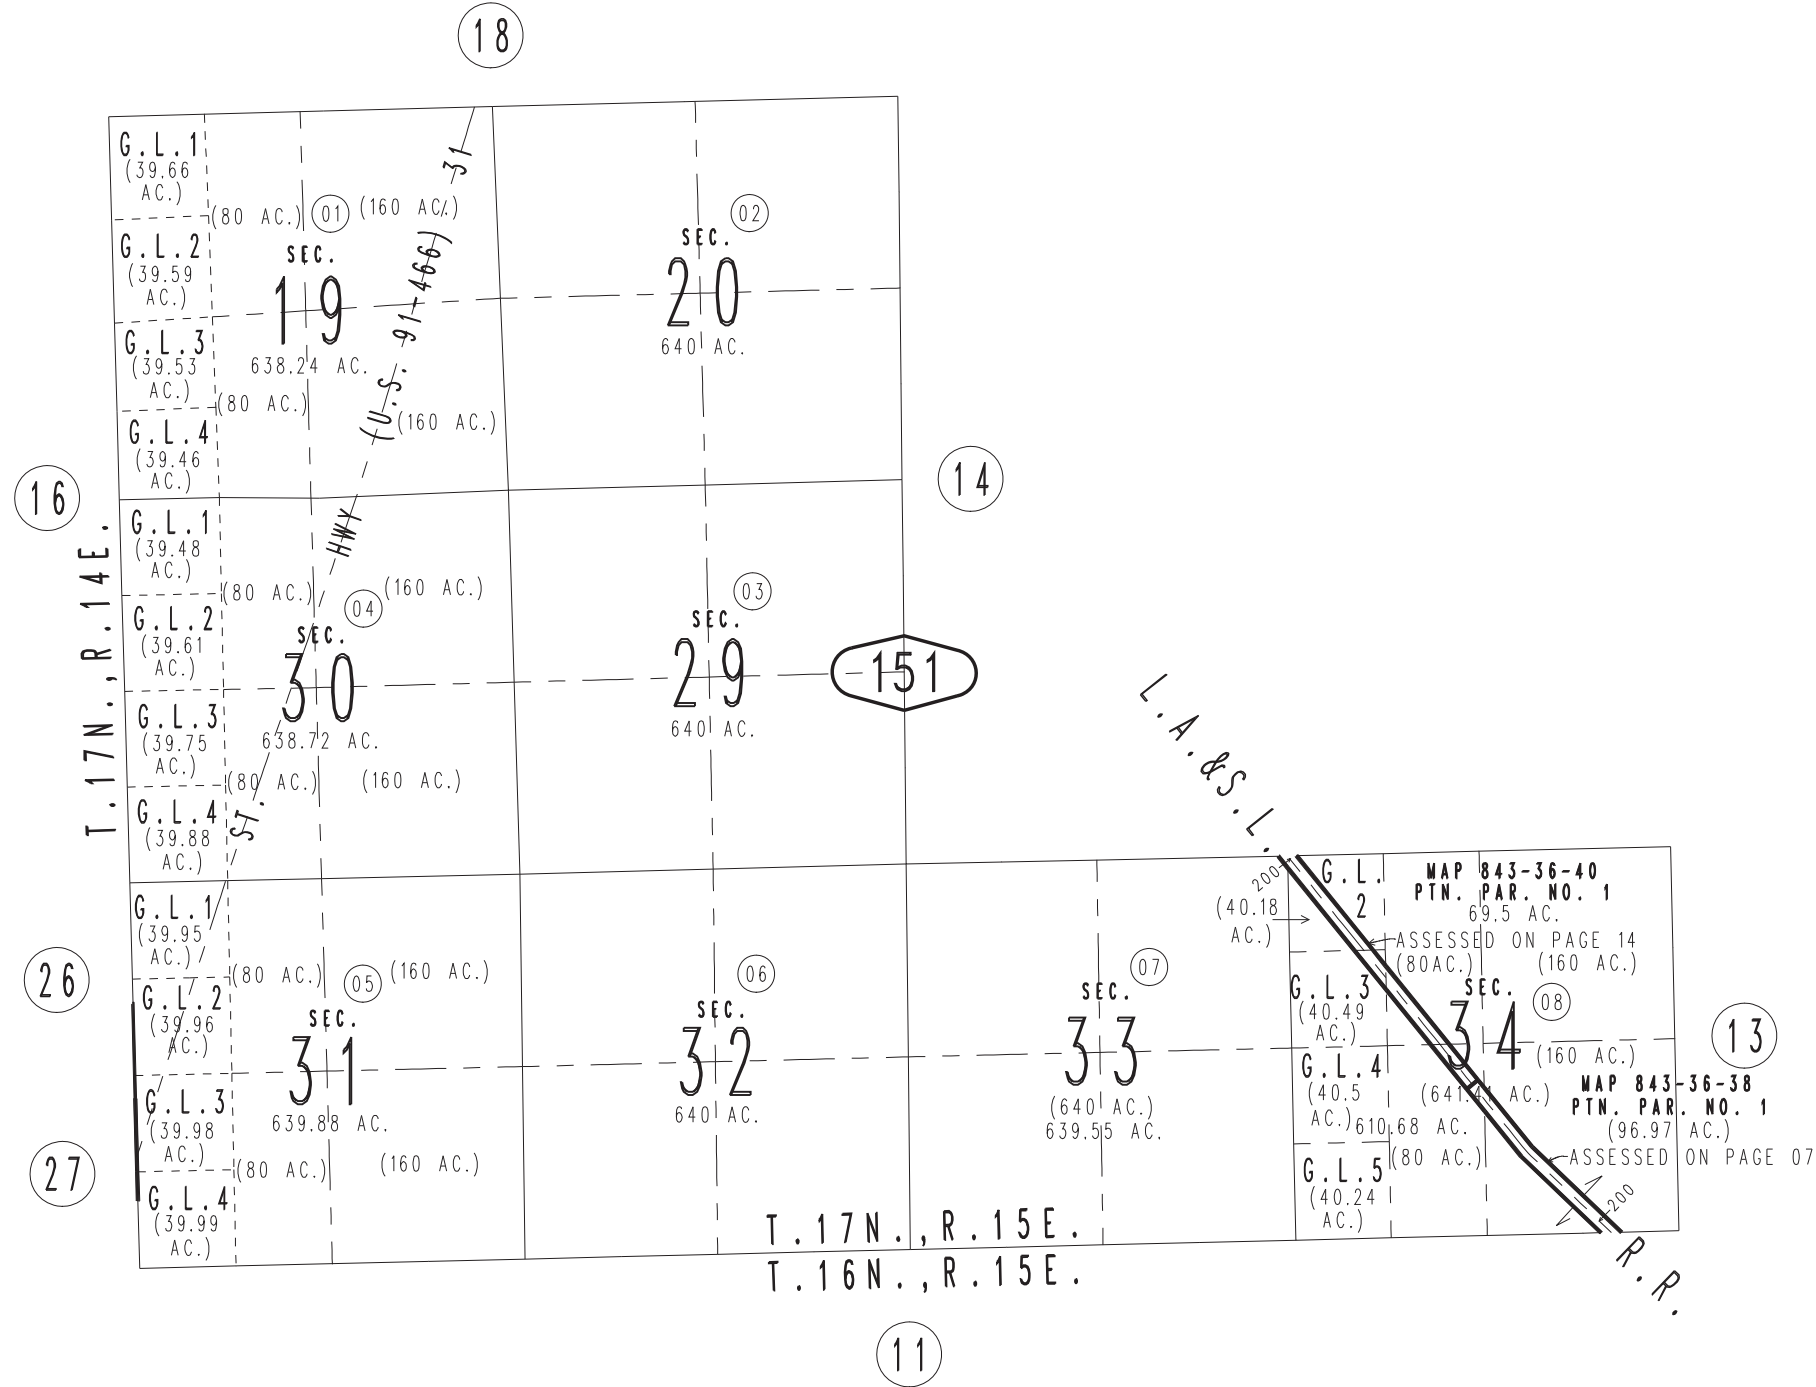 18
G.L.1
(39.66
AC.)
(80 AC.)
01
(160 AC.)
31
02
G.L.2
(39.59
AC.)
SEC.
19
638.24 AC.
HWY (U.S. 91-466)
SEC.
20
640 AC.
G.L.3
(39.53
AC.)
(80 AC.)
(160 AC.)
G.L.4
(39.46
AC.)
16
14
T.17N.,R.14E.
G.L.1
(39.48
AC.)
(80 AC.)
04
(160 AC.)
03
G.L.2
(39.61
AC.)
SEC.
30
638.72 AC.
SEC.
29
640 AC.
151
G.L.3
(39.75
AC.)
(80 AC.)
(160 AC.)
G.L.4
(39.88
AC.)
ST.
L.A.&S.L.
200
G.L.
2
MAP 843-36-40
PTN. PAR. NO. 1
69.5 AC.
ASSESSED ON PAGE 14
(80AC.)
(160 AC.)
(40.18
AC.)
G.L.1
(39.95
AC.)
26
(80 AC.)
05
(160 AC.)
06
07
G.L.2
(39.96
AC.)
SEC.
31
639.88 AC.
SEC.
32
640 AC.
SEC.
33
(640 AC.)
639.55 AC.
G.L.3
(40.49
AC.)
SEC.
34
08
13
G.L.4
(40.5
AC.)
(641.41 AC.)
610.68 AC.
(160 AC.)
MAP 843-36-38
PTN. PAR. NO. 1
(96.97 AC.)
ASSESSED ON PAGE 07
G.L.3
(39.98
AC.)
27
(80 AC.)
(160 AC.)
G.L.5
(40.24
AC.)
(80 AC.)
200
G.L.4
(39.99
AC.)
T.17N.,R.15E.
T.16N.,R.15E.
R.R.
11